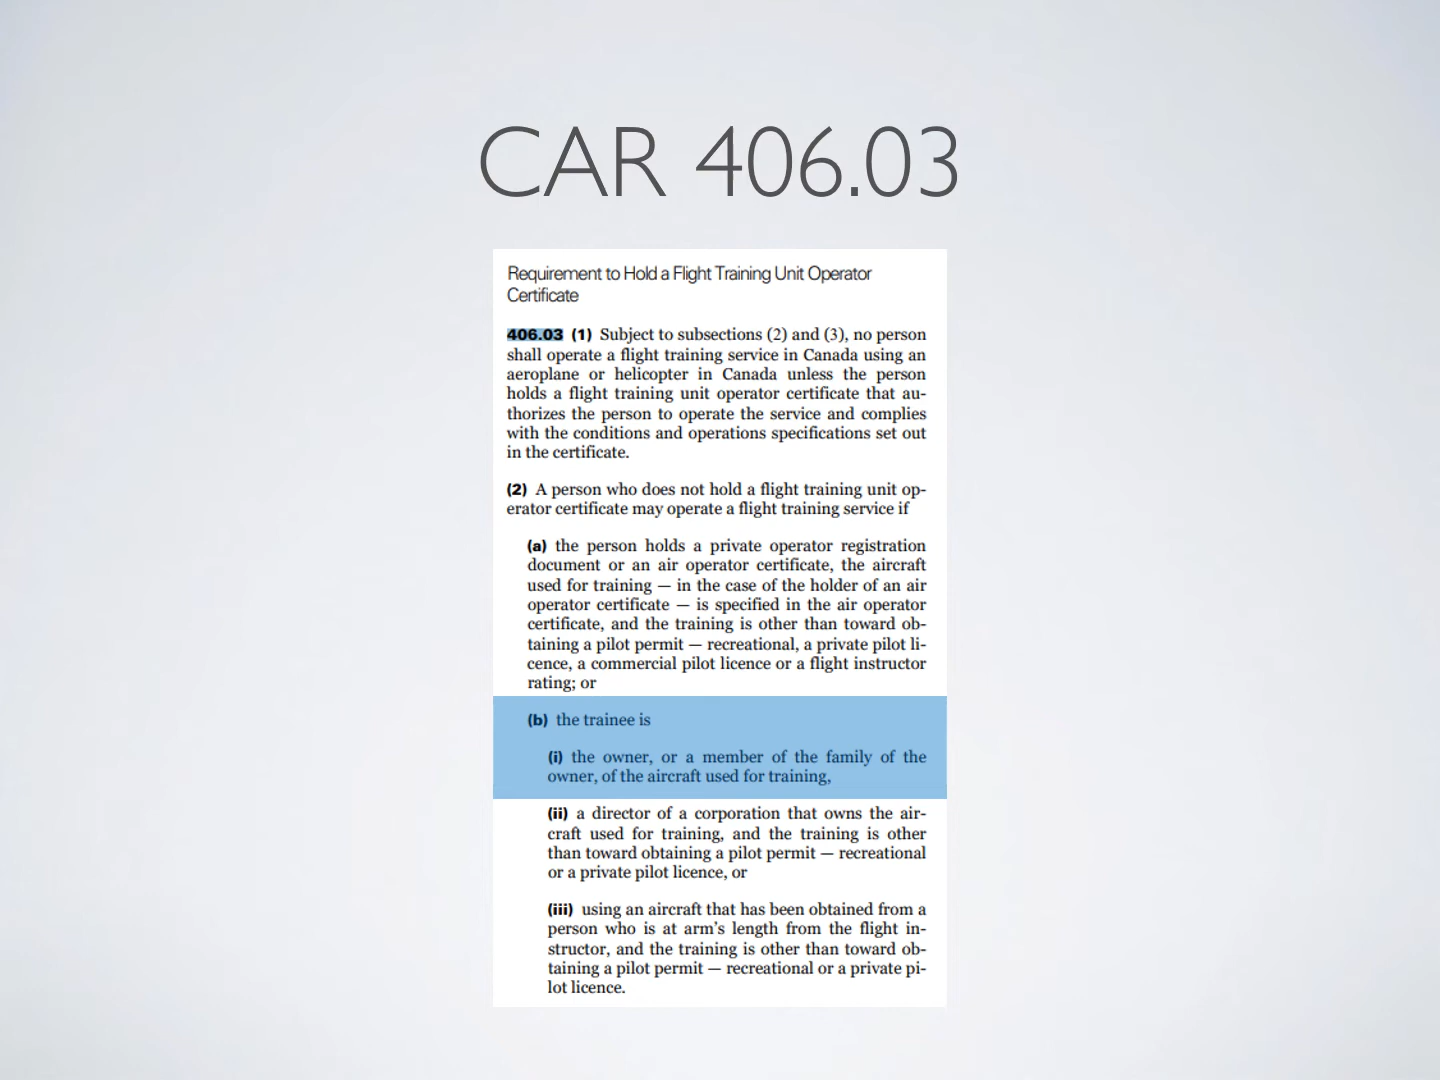 CAR 406.03
Requirement to Hold a Flight Training Unit Operator
Certificate
406.03 (1) Subject to subsections (2) and (3), no person
shall operate a flight training service in Canada using an
aeroplane or helicopter in Canada unless the person
holds a flight training unit operator certificate that au-
thorizes the person to operate the service and complies
with the conditions and operations specifications set out
in the certificate.
(2) A person who does not hold a flight training unit op-
erator certificate may operate a flight training service if
(a) the person holds a private operator registration
document or an air operator certificate, the aircraft
used for training — in the case of the holder of an air
operator certificate — is specified in the air operator
certificate, and the training is other than toward ob-
taining a pilot permit — recreational, a private pilot li-
cence, a commercial pilot licence or a flight instructor
rating; or
(b) the trainee is
(i) the owner, or a member of the family of the
owner, of the aircraft used for training,
(ii) a director of a corporation that owns the air-
craft used for training, and the training is other
than toward obtaining a pilot permit — recreational
or a private pilot licence, or
(iii) using an aircraft that has been obtained from a
person who is at arm's length from the flight in-
structor, and the training is other than toward ob-
taining a pilot permit — recreational or a private pi-
lot licence.